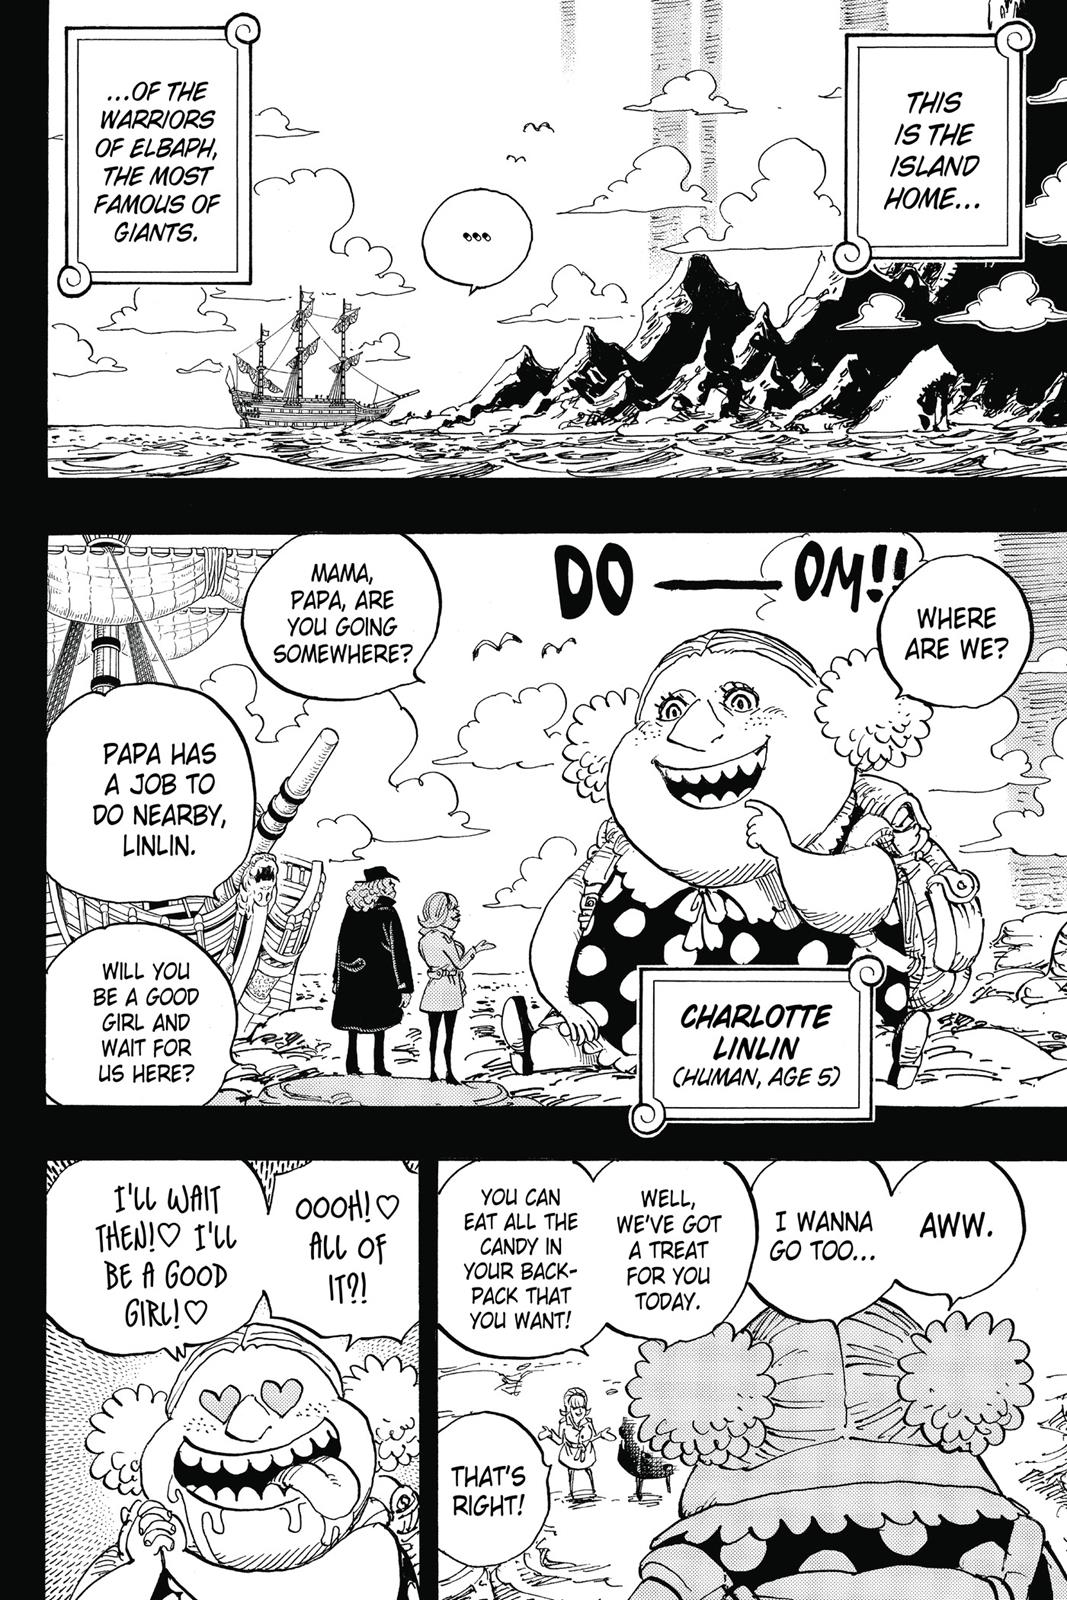 THIS
IS THE
ISLAND
HOME...
...OF THE
WARRIORS
OF ELBAPH,
THE MOST
FAMOUS OF
GIANTS.
WHERE
ARE WE?
DO — OM!!
MAMA,
PAPA, ARE
YOU GOING
SOMEWHERE?
PAPA HAS
A JOB TO
DO NEARBY,
LINLIN.
WILL YOU
BE A GOOD
GIRL AND
WAIT FOR
US HERE?
CHARLOTTE
LINLIN
(HUMAN, AGE 5)
AWW.
I WANNA
GO TOO...
WELL,
WE'VE GOT
A TREAT
FOR YOU
TODAY.
YOU CAN
EAT ALL THE
CANDY IN
YOUR BACK-
PACK THAT
YOU WANT!
THAT'S
RIGHT!
OOOH!♡
ALL OF
IT?!
I'LL WAIT
THEN!♡ I'LL
BE A GOOD
GIRL!♡